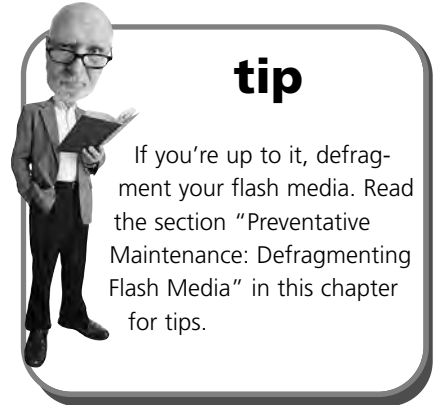 tip
If you’re up to it, defrag-
ment your flash media. Read
the section “Preventative
Maintenance: Defragmenting
Flash Media” in this chapter
for tips.